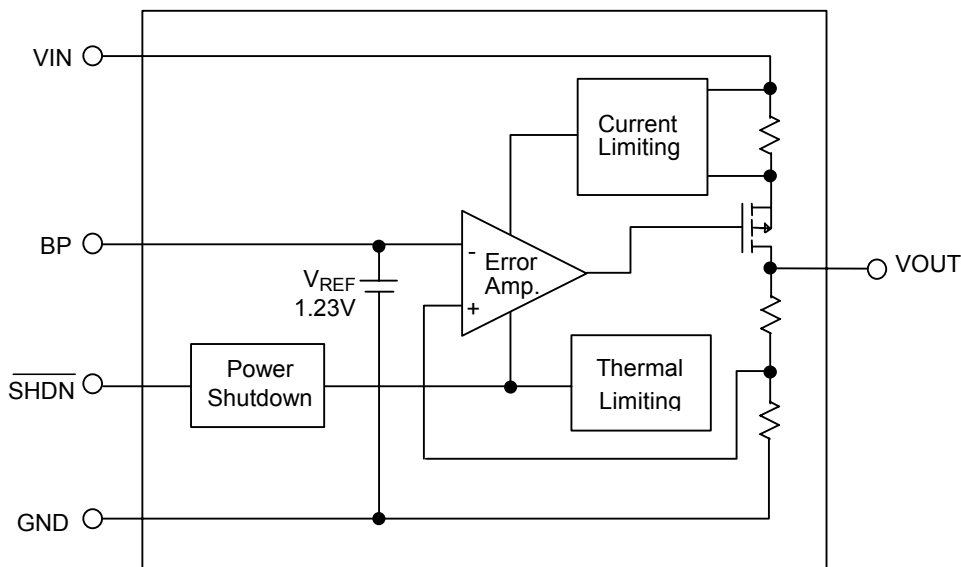 VIN
Current
Limiting
BP
-
Error
Amp.
+
VREF
1.23V
VOUT
SHDN
Power
Shutdown
Thermal
Limiting
GND